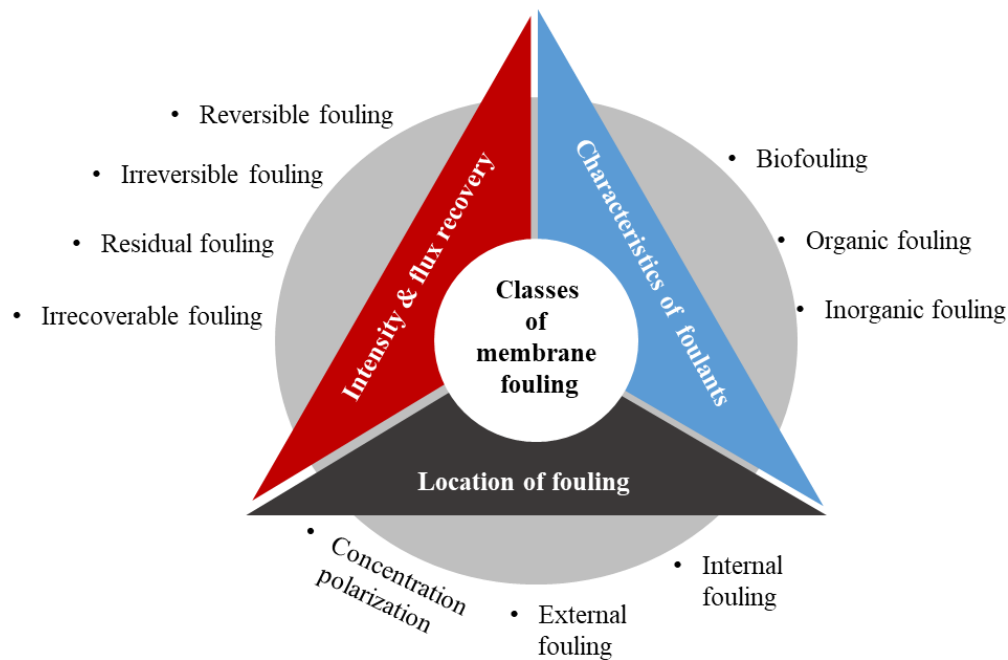 • Reversible fouling
• Irreversible fouling
• Residual fouling
• Irrecoverable fouling
Intensity & flux recovery
Characteristics of foulants
• Biofouling
• Organic fouling
• Inorganic fouling
Classes
of
membrane
fouling
Location of fouling
• Concentration
polarization
• External
fouling
• Internal
fouling